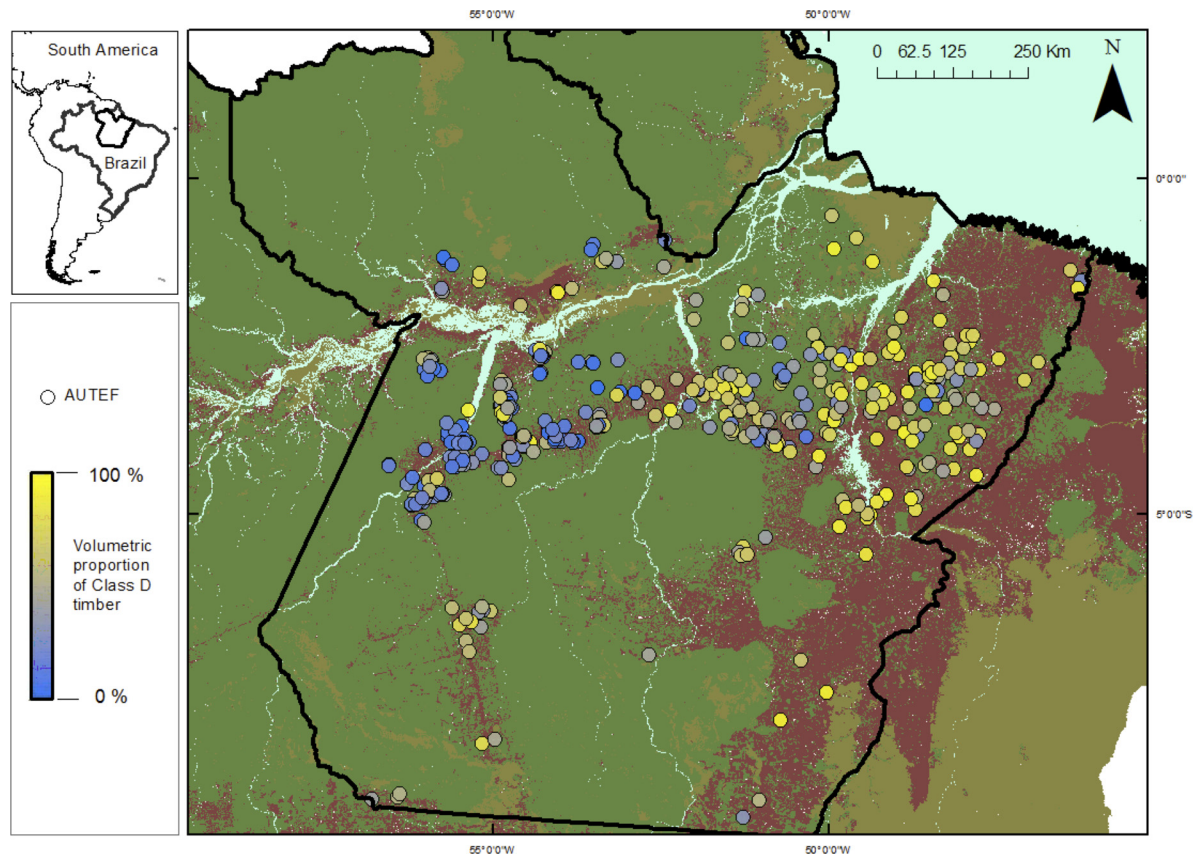 55°0'0"W 50°0'0"W
South America
Brazil
0 62.5 125 250 Km
N
0°0'0"
AUTEF
100 %
Volumetric
proportion
of Class D
timber
0 %
5°0'0"S
55°0'0"W 50°0'0"W